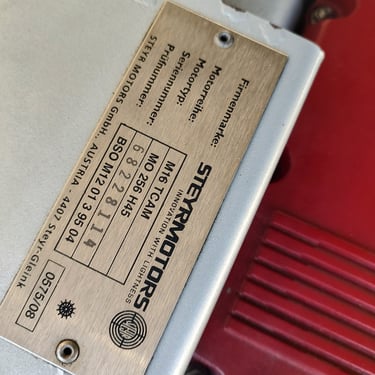 Firmenmarke: STEYRMOTORS
INNOVATION WITH LIGHTNESS
Motorreihe: M16 TCAM
Motortyp: MO 256 H45
Seriennummer: 68228114
Prüfnummer: BSO M12 01 3 95 04
STEYR MOTORS GmbH, AUSTRIA 4407 Steyr-Gleink
0575/08